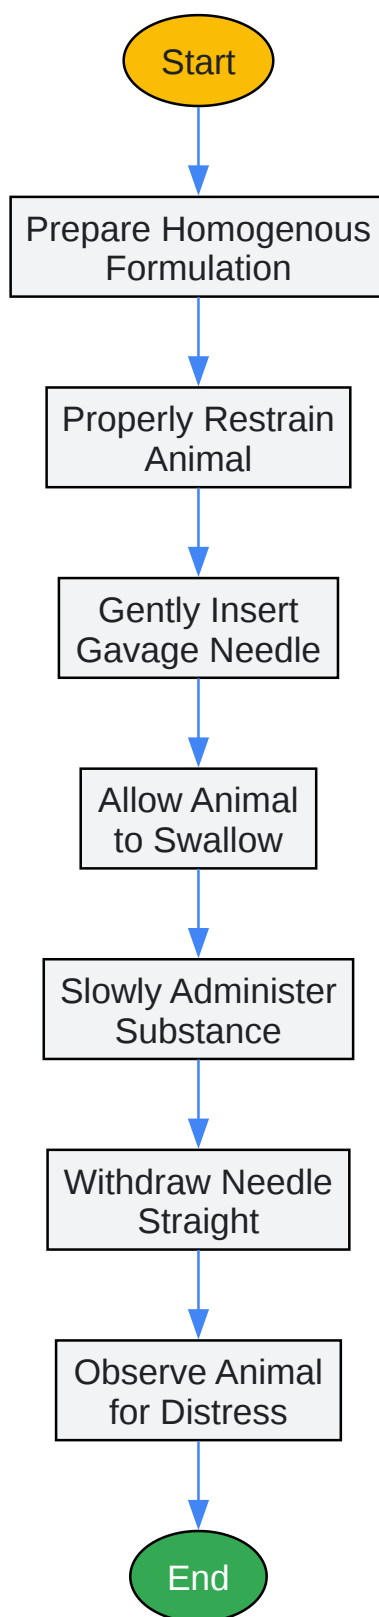 Start
Prepare Homogenous
Formulation
Properly Restrain
Animal
Gently Insert
Gavage Needle
Allow Animal
to Swallow
Slowly Administer
Substance
Withdraw Needle
Straight
Observe Animal
for Distress
End